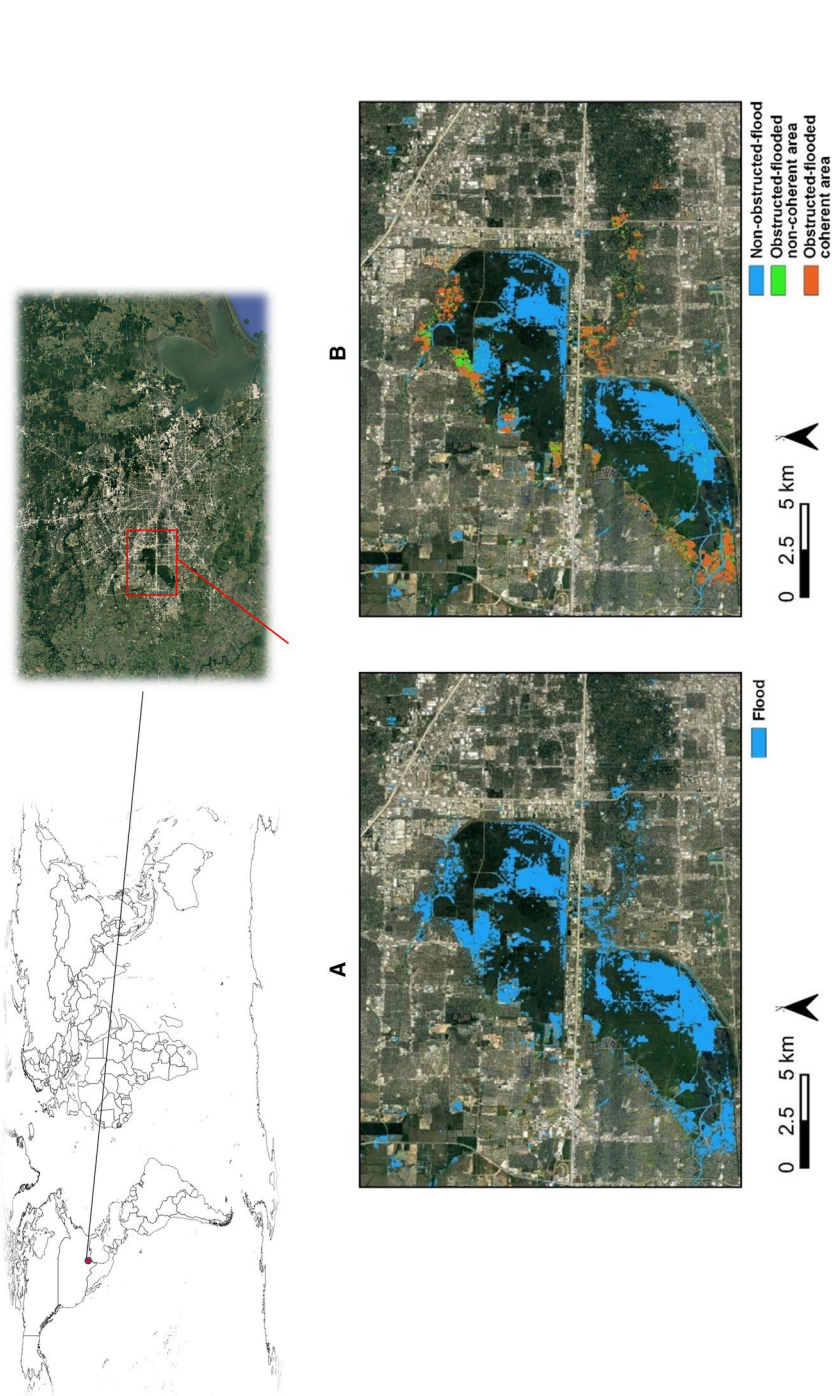 A
B
Flood
Non-obstructed-flood
Obstructed-flooded
non-coherent area
Obstructed-flooded
coherent area
0 2.5 5 km
0 2.5 5 km